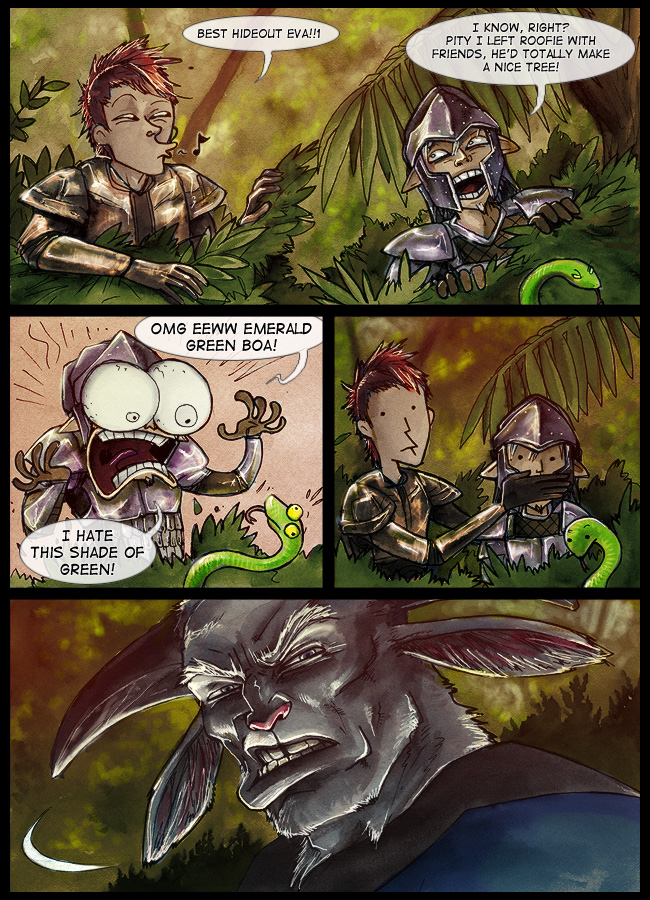 BEST HIDEOUT EVA!!1
I KNOW, RIGHT?
PITY I LEFT ROOFIE WITH
FRIENDS, HE'D TOTALLY MAKE
A NICE TREE!
OMG EEWW EMERALD
GREEN BOA!
I HATE
THIS SHADE OF
GREEN!